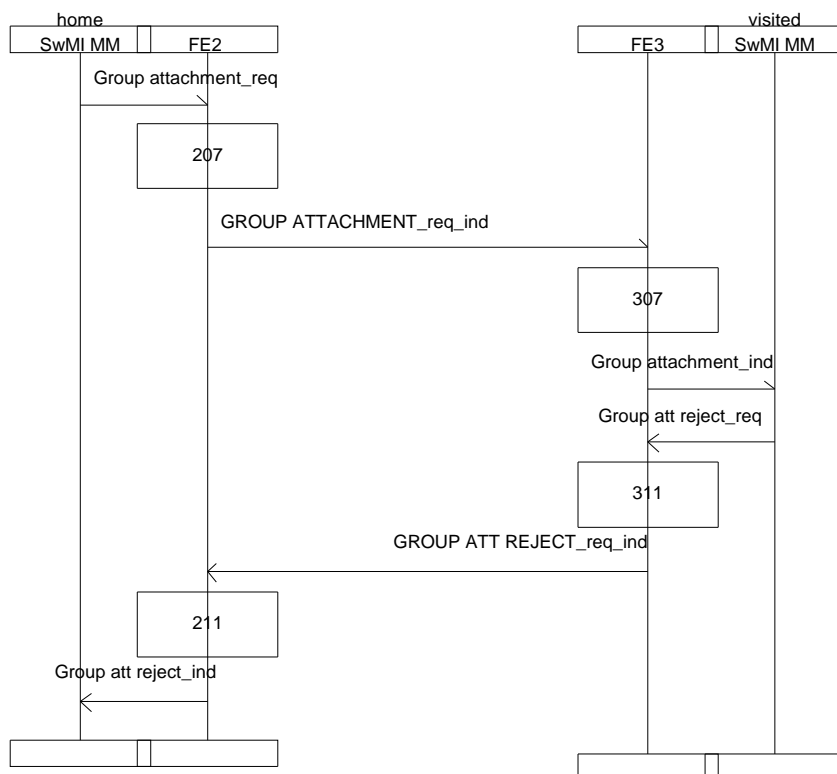 home
visited
SwMI MM
FE2
FE3
SwMI MM
Group attachment_req
207
GROUP ATTACHMENT_req_ind
307
Group attachment_ind
Group att reject_req
311
GROUP ATT REJECT_req_ind
211
Group att reject_ind